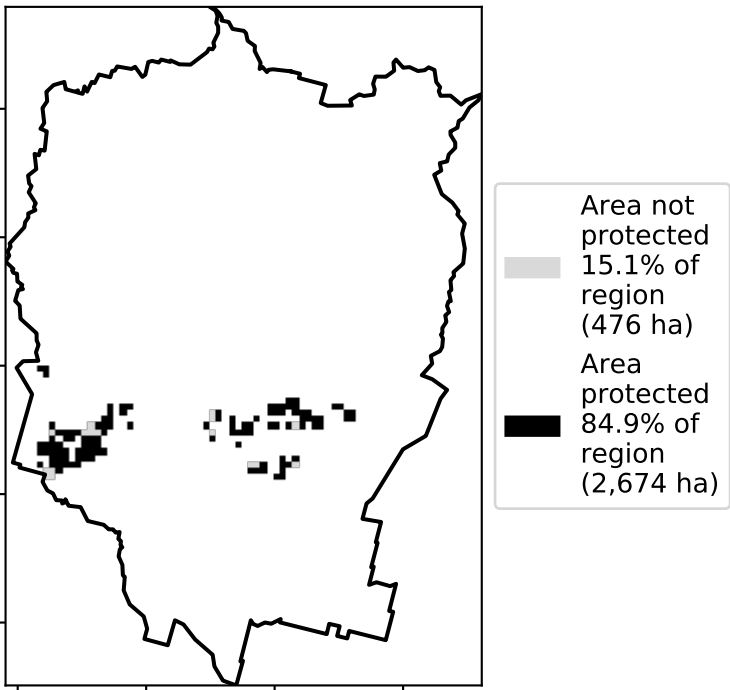 Area not
protected
15.1% of
region
(476 ha)
Area
protected
84.9% of
region
(2,674 ha)